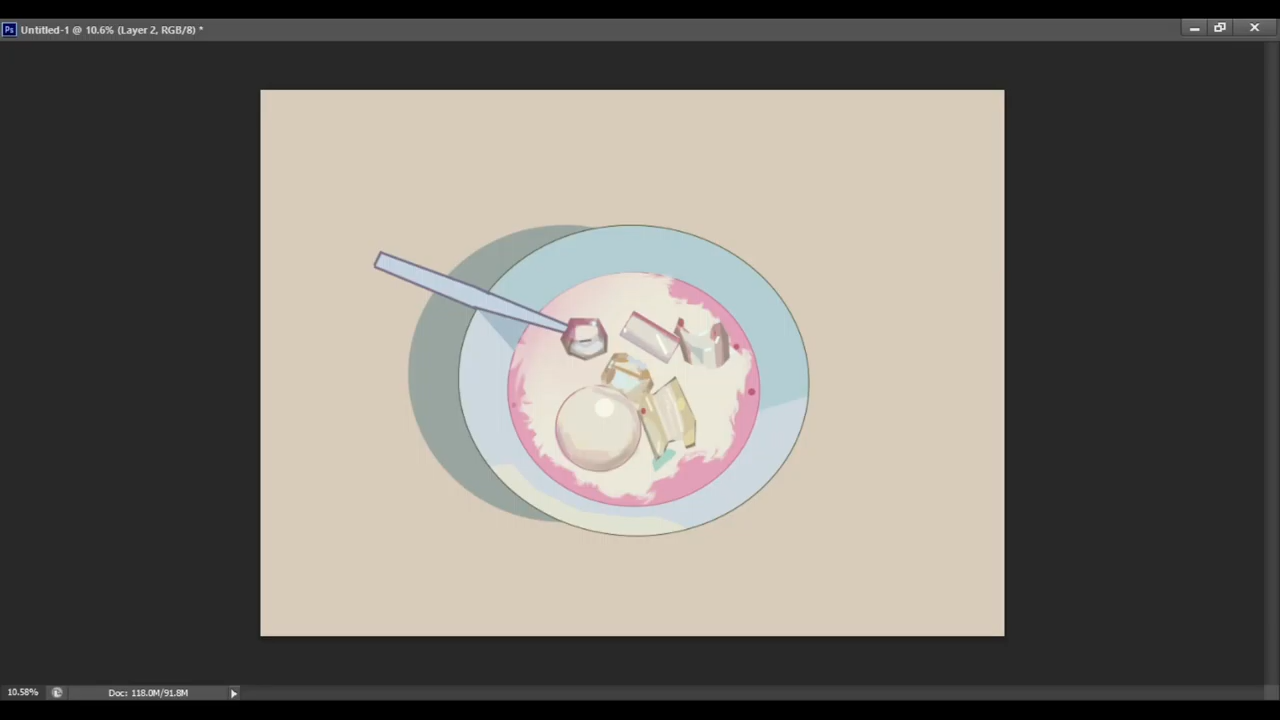 Ps Untitled-1 @ 10.6% (Layer 2, RGB/8) *
10.58% Doc: 118.0M/91.8M